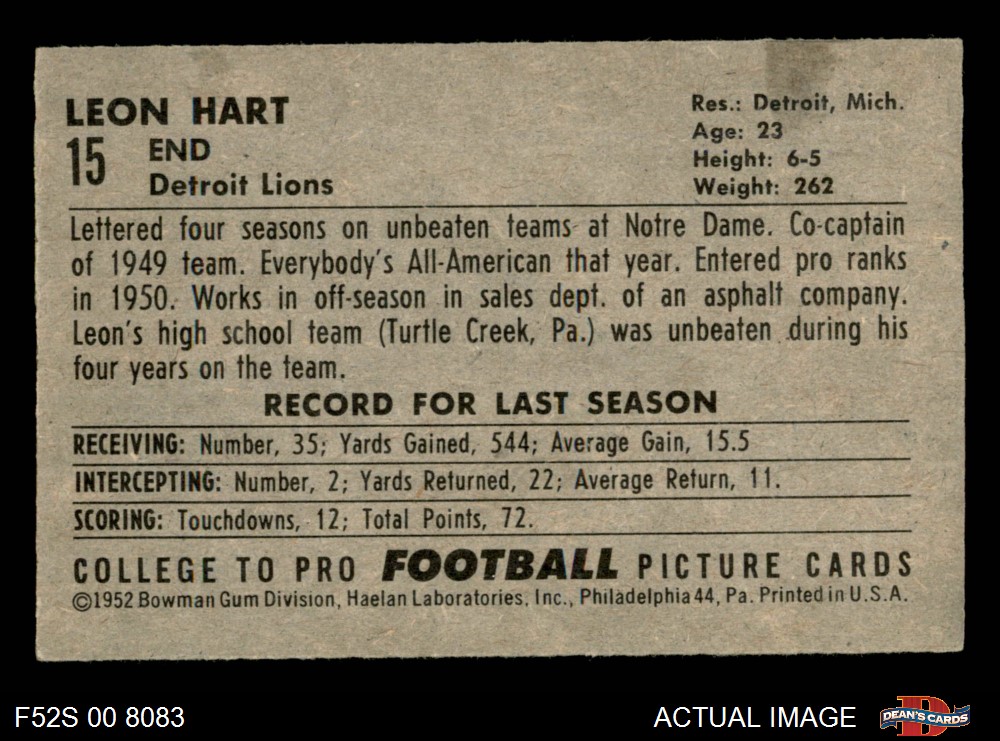 LEON HART
15 END
Detroit Lions
Res.: Detroit, Mich.
Age: 23
Height: 6-5
Weight: 262
Lettered four seasons on unbeaten teams at Notre Dame. Co-captain
of 1949 team. Everybody's All-American that year. Entered pro ranks
in 1950. Works in off-season in sales dept. of an asphalt company.
Leon's high school team (Turtle Creek, Pa.) was unbeaten during his
four years on the team.
RECORD FOR LAST SEASON
RECEIVING: Number, 35; Yards Gained, 544; Average Gain, 15.5
INTERCEPTING: Number, 2; Yards Returned, 22; Average Return, 11.
SCORING: Touchdowns, 12; Total Points, 72.
COLLEGE TO PRO FOOTBALL PICTURE CARDS
©1952 Bowman Gum Division, Haelan Laboratories, Inc., Philadelphia 44, Pa. Printed in U.S.A.
F52S 00 8083
ACTUAL IMAGE
D
DEAN'S CARDS